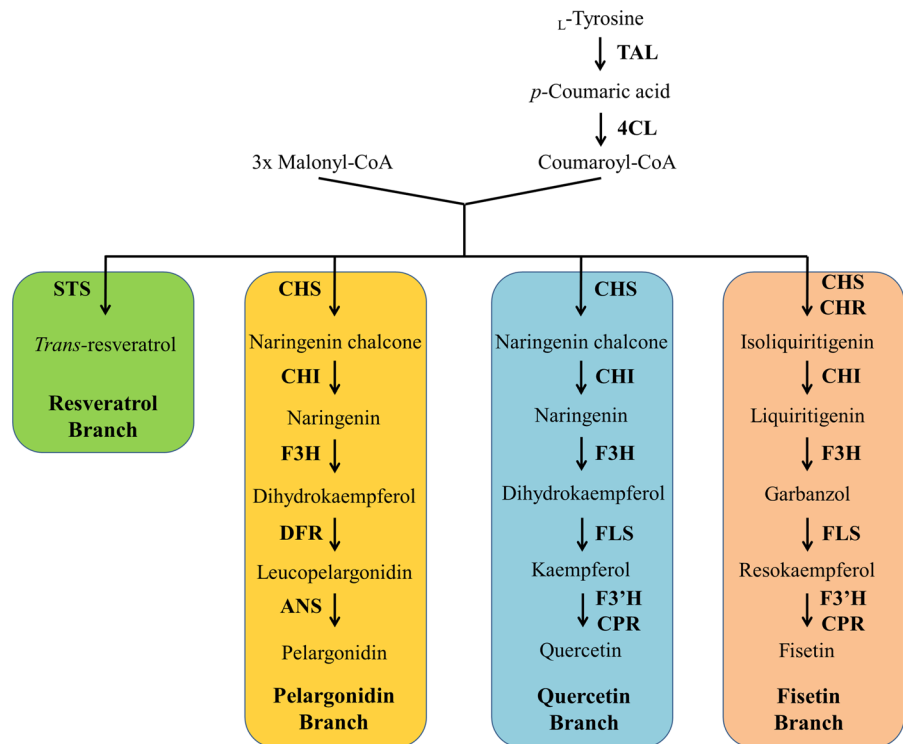 L-Tyrosine
TAL
p-Coumaric acid
4CL
3x Malonyl-CoA
Coumaroyl-CoA
STS
Trans-resveratrol
Resveratrol
Branch
CHS
Naringenin chalcone
CHI
Naringenin
F3H
Dihydrokaempferol
DFR
Leucopelargonidin
ANS
Pelargonidin
Pelargonidin
Branch
CHS
Naringenin chalcone
CHI
Naringenin
F3H
Dihydrokaempferol
FLS
Kaempferol
F3’H
CPR
Quercetin
Quercetin
Branch
CHS
CHR
Isoliquiritigenin
CHI
Liquiritigenin
F3H
Garbanzol
FLS
Resokaempferol
F3’H
CPR
Fisetin
Fisetin
Branch